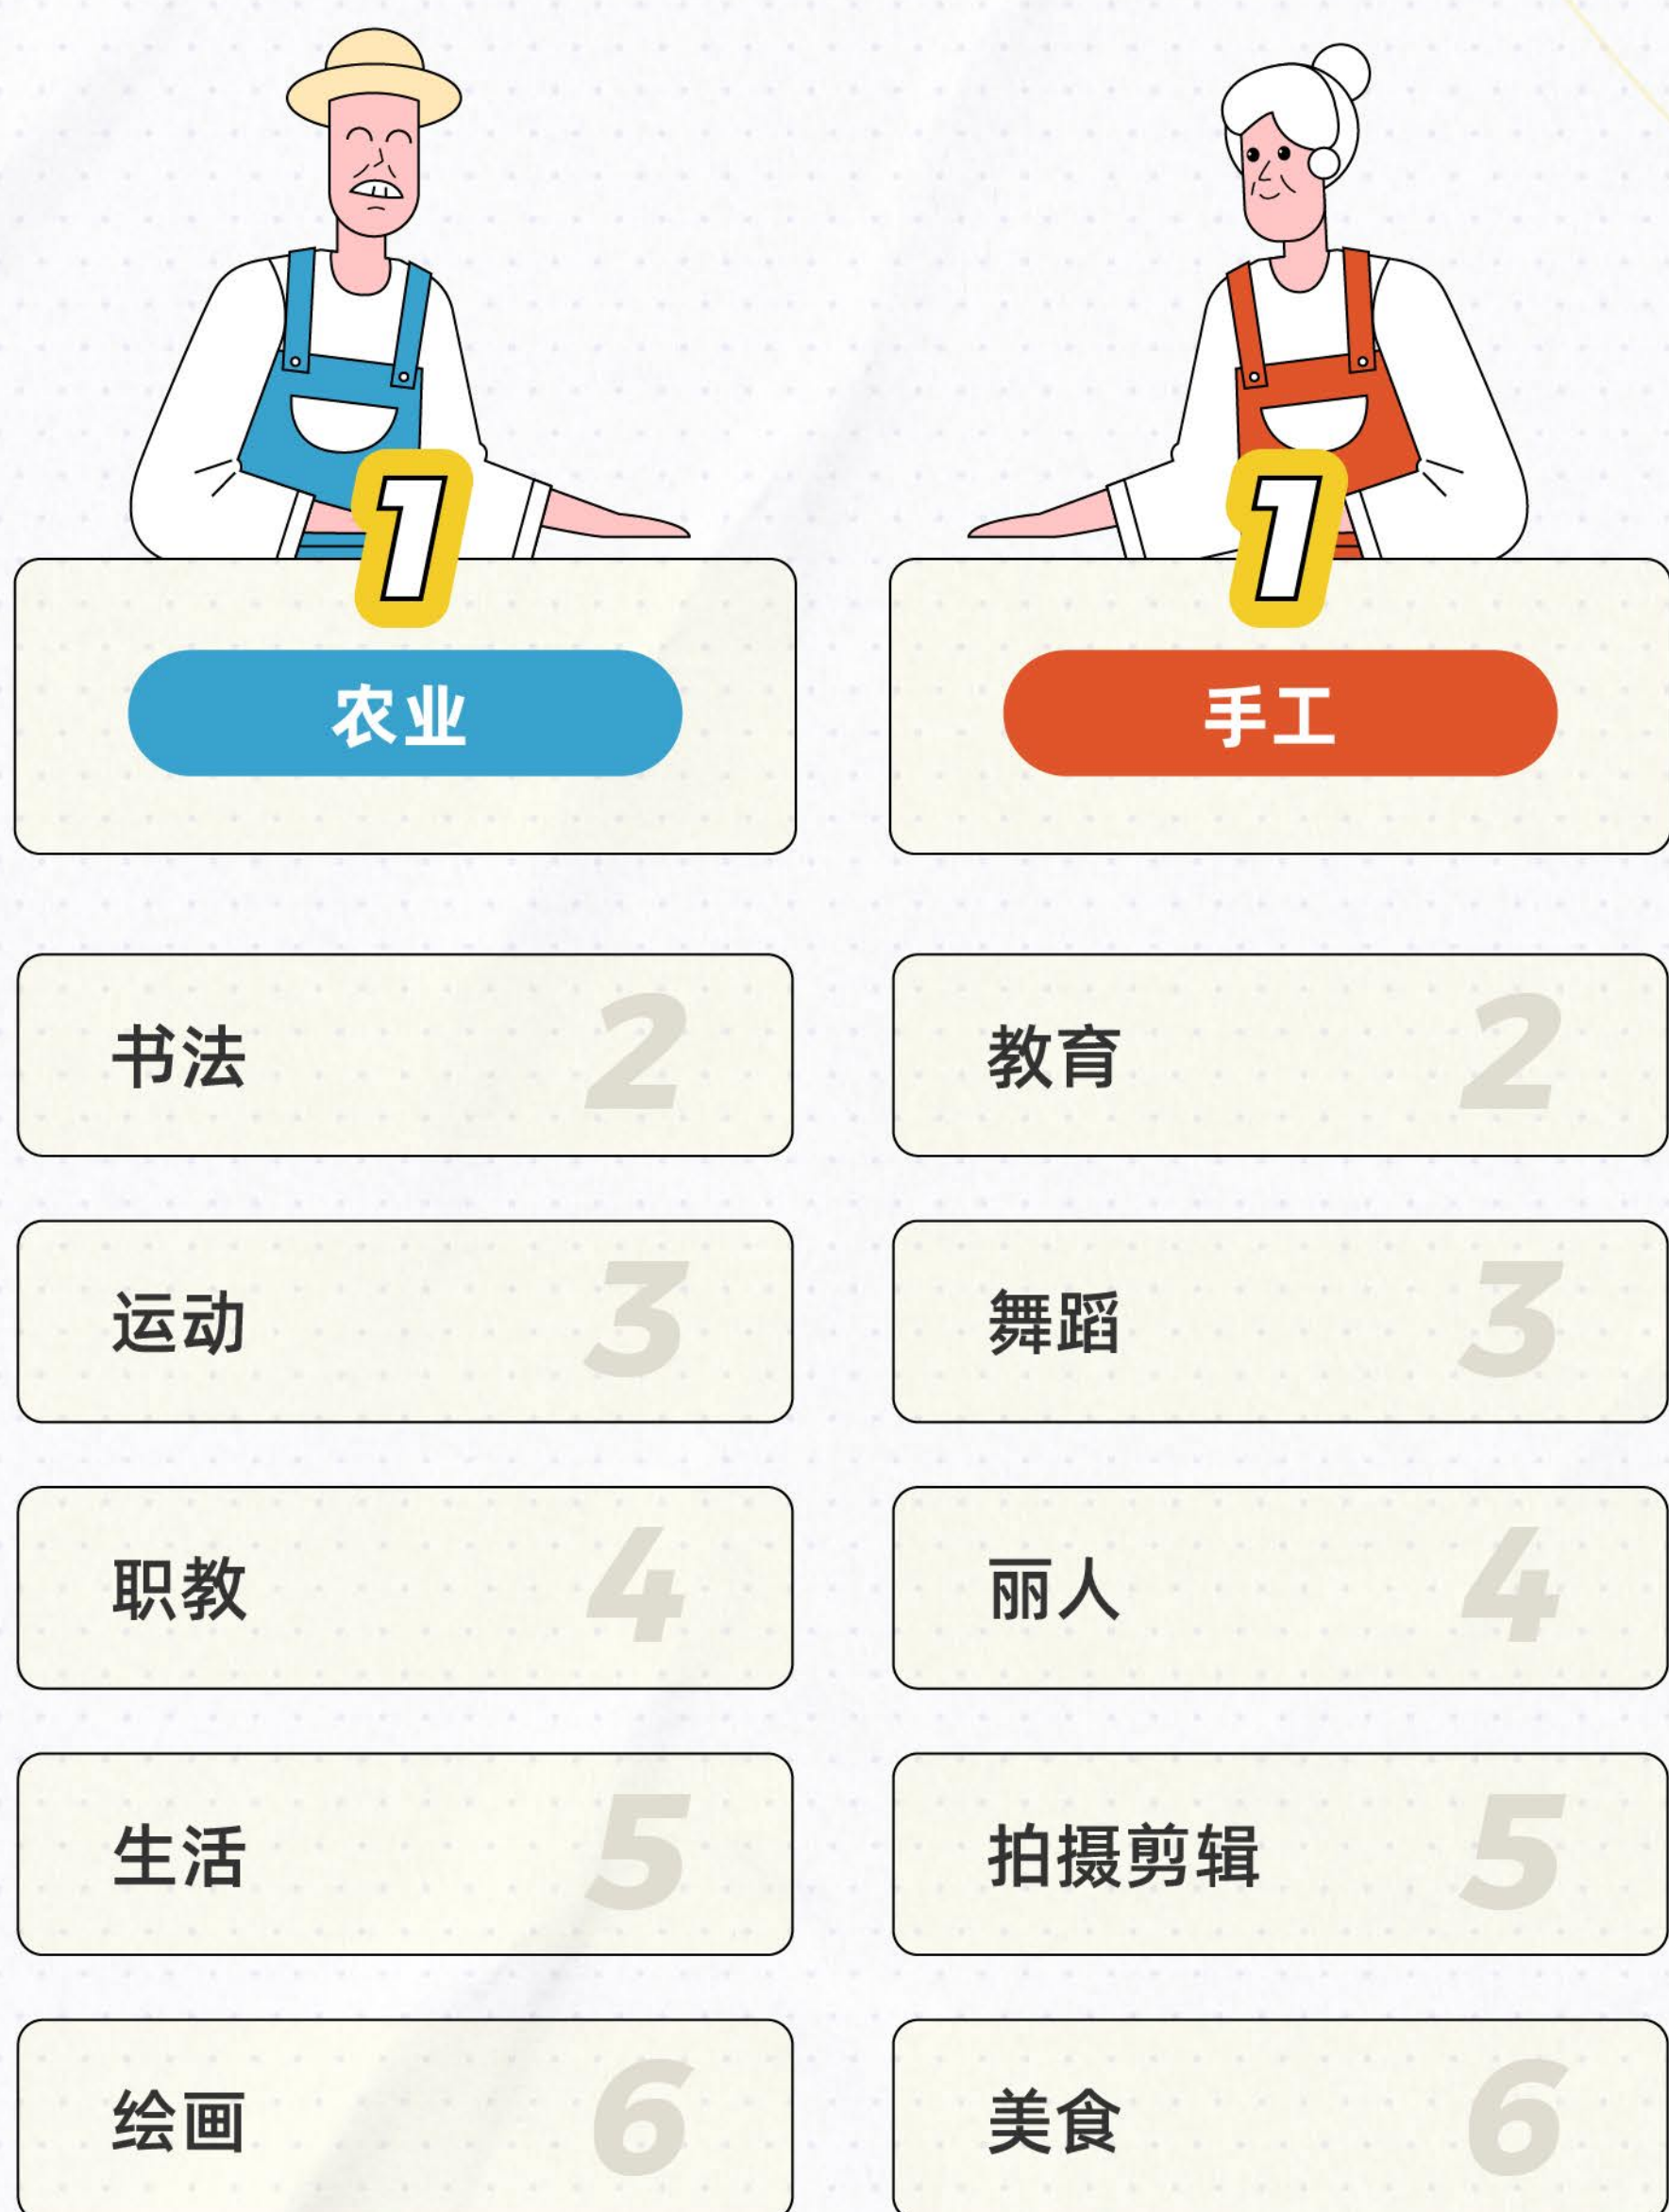 1
农业
书法 2
运动 3
职教 4
生活 5
绘画 6
1
手工
教育 2
舞蹈 3
丽人 4
拍摄剪辑 5
美食 6